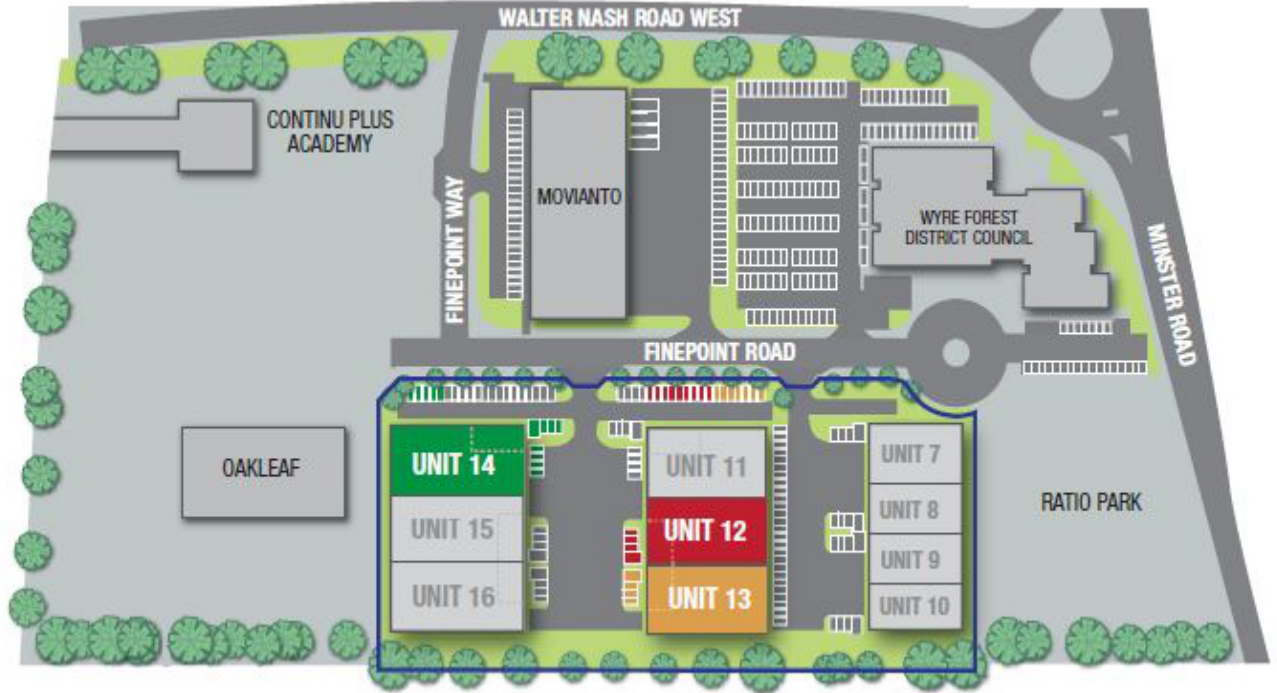 WALTER NASH ROAD WEST
CONTINU PLUS
ACADEMY
FINEPOINT WAY
MOVIANTO
WYRE FOREST
DISTRICT COUNCIL
MINSTER ROAD
FINEPOINT ROAD
OAKLEAF
UNIT 14
UNIT 15
UNIT 16
UNIT 11
UNIT 12
UNIT 13
UNIT 7
UNIT 8
UNIT 9
UNIT 10
RATIO PARK